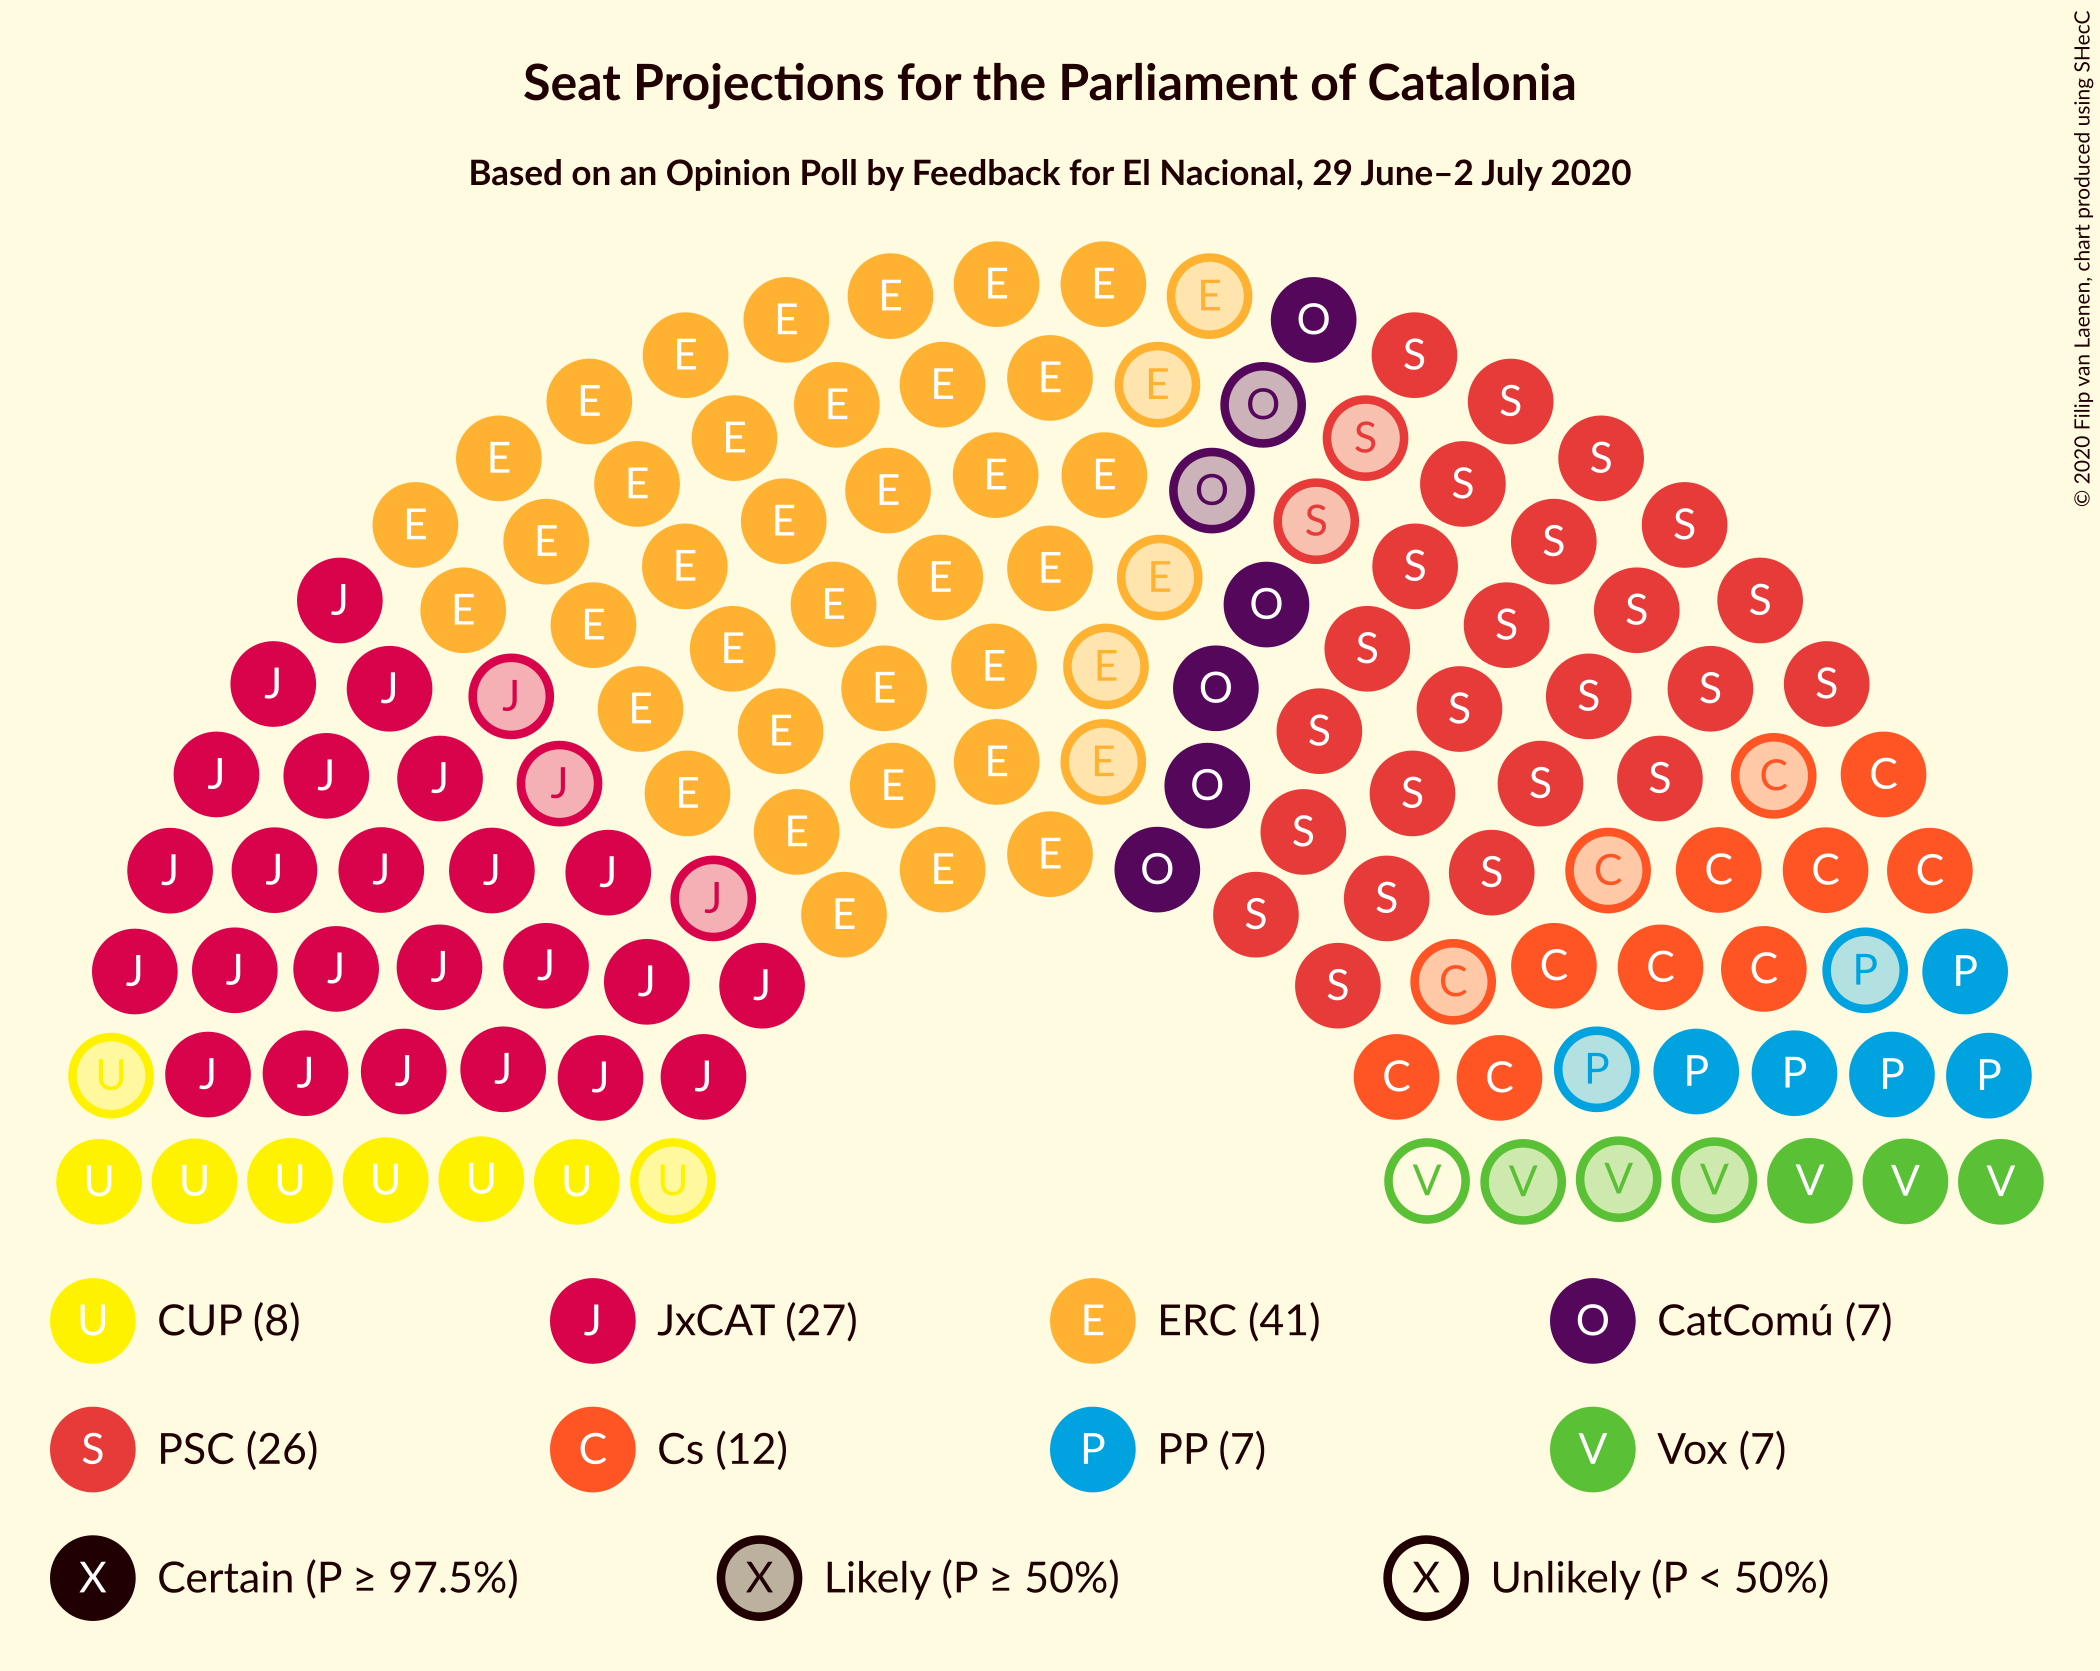 Seat Projections for the Parliament of Catalonia
Based on an Opinion Poll by Feedback for El Nacional, 29 June–2 July 2020
© 2020 Filip van Laenen, chart produced using SHecC
E E E E O
E E S
E E E E O S
E E E S S
E E E E O S
E E E S S
E E E E S S
E E E O S S
J E E E O S S
E E E S S
J J J E E E O S S S S
E E S
J J J J E E E O S S S C C
E E S
J J J J J J E E E O S S S C C C C
E S
J J J J J J J S C C C C P P
U J J J J J J C C P P P P P
U U U U U U U V V V V V V V
U CUP (8) J JxCAT (27) E ERC (41) O CatComú (7)
S PSC (26) C Cs (12) P PP (7) V Vox (7)
X Certain (P ≥ 97.5%) X Likely (P ≥ 50%) X Unlikely (P < 50%)